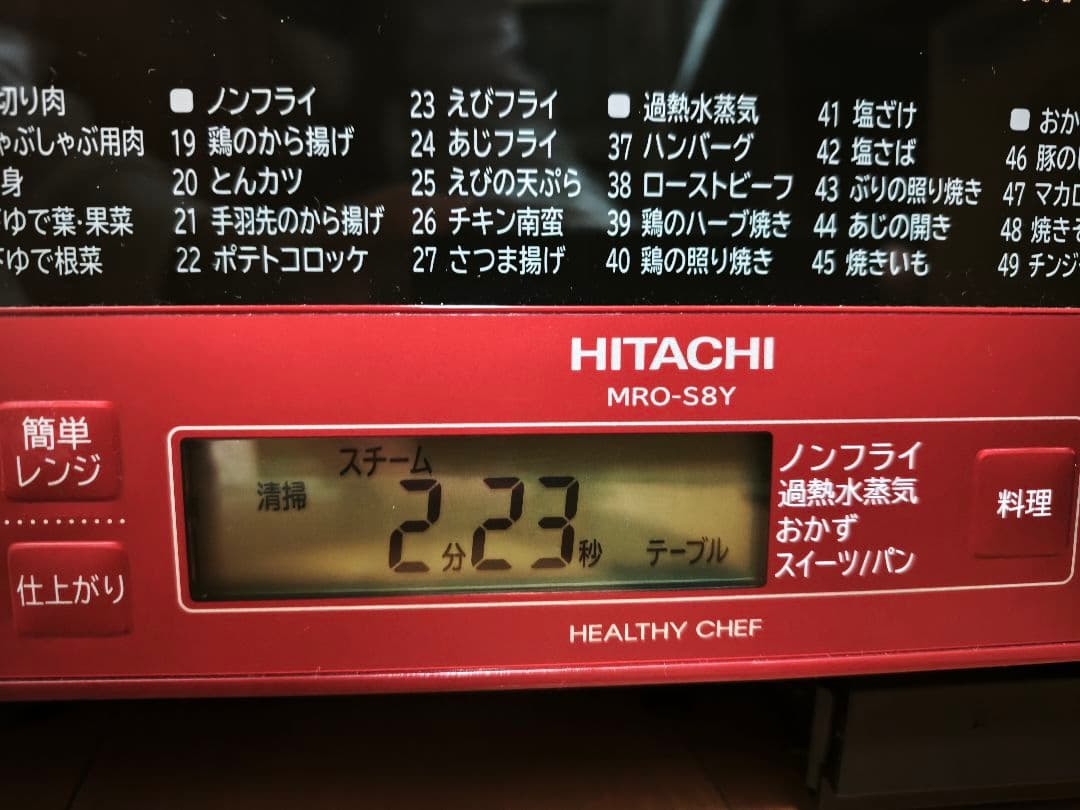 切り肉
ゃぶしゃぶ用肉
身
ゆで葉・果菜
ゆで根菜
ノンフライ
19 鶏のから揚げ
20 とんカツ
21 手羽先のから揚げ
22 ポテトコロッケ
23 えびフライ
24 あじフライ
25 えびの天ぷら
26 チキン南蛮
27 さつま揚げ
過熱水蒸気
37 ハンバーグ
38 ローストビーフ
39 鶏のハーブ焼き
40 鶏の照り焼き
41 塩ざけ
42 塩さば
43 ぶりの照り焼き
44 あじの開き
45 焼きいも
おか
46 豚の
47 マカロ
48 焼きそ
49 チンジ
HITACHI
MRO-S8Y
簡単
レンジ
仕上がり
スチーム
清掃
2分23秒
テーブル
ノンフライ
過熱水蒸気
おかず
スイーツ/パン
料理
HEALTHY CHEF